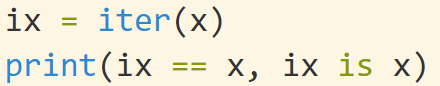 ix = iter(x)
print(ix == x, ix is x)